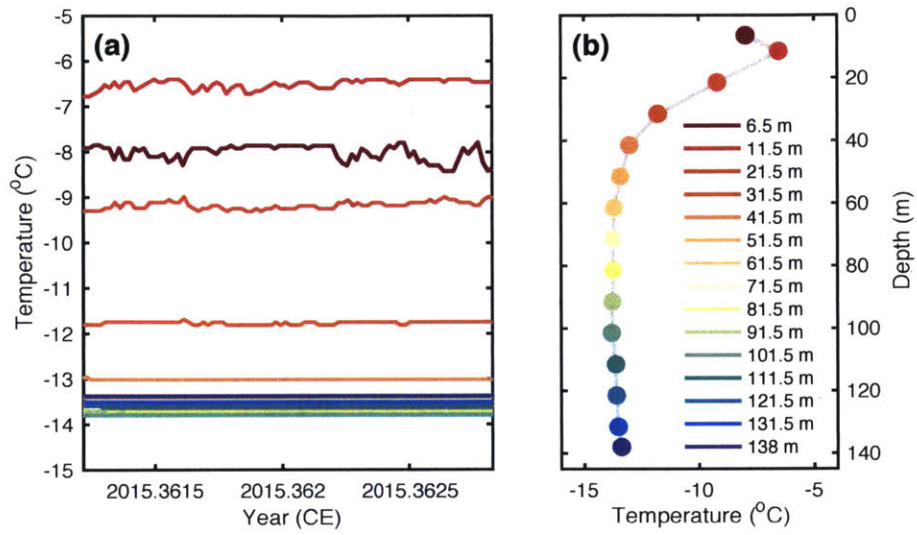 (a)
-5
-6
-7
-8
-9
-10
-11
-12
-13
-14
-15
Temperature (°C)
2015.3615
2015.362
2015.3625
Year (CE)
(b)
0
20
40
60
80
100
120
140
Depth (m)
6.5 m
11.5 m
21.5 m
31.5 m
41.5 m
51.5 m
61.5 m
71.5 m
81.5 m
91.5 m
101.5 m
111.5 m
121.5 m
131.5 m
138 m
-15
-10
-5
Temperature (°C)